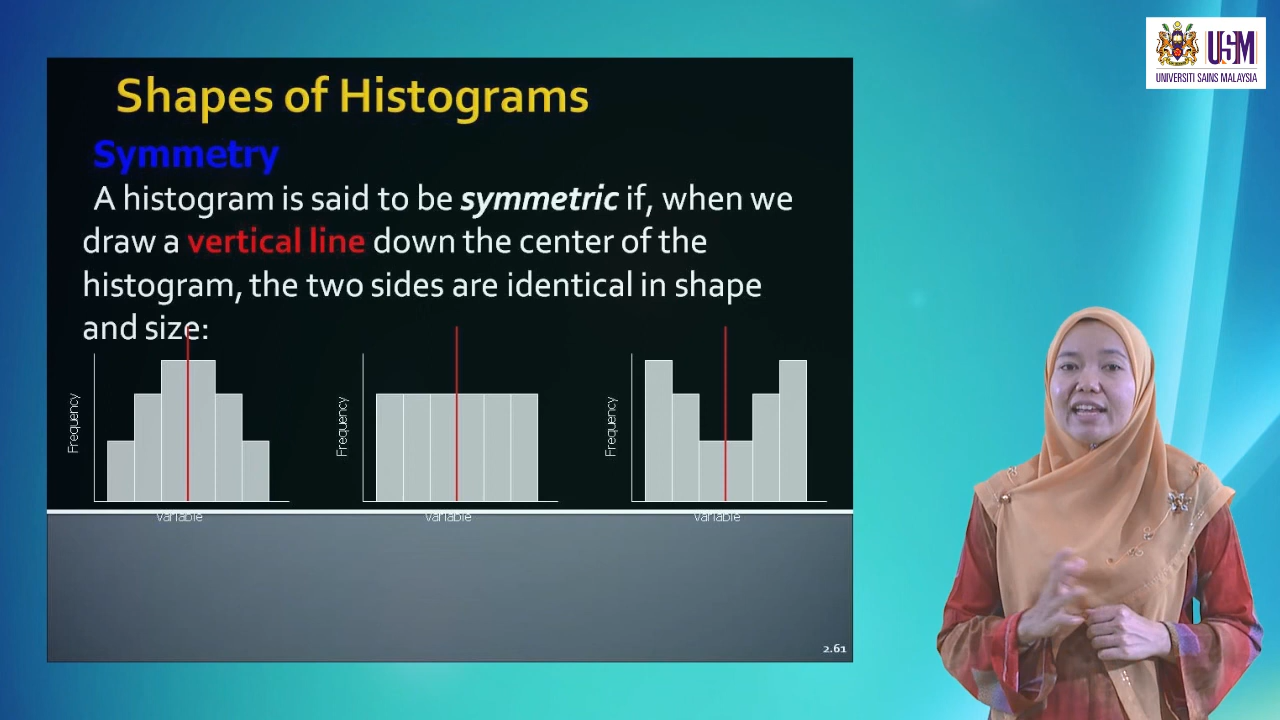 USM
UNIVERSITI SAINS MALAYSIA
Shapes of Histograms
Symmetry
A histogram is said to be symmetric if, when we
draw a vertical line down the center of the
histogram, the two sides are identical in shape
and size:
Frequency
Frequency
Frequency
Variable
Variable
Variable
2.61